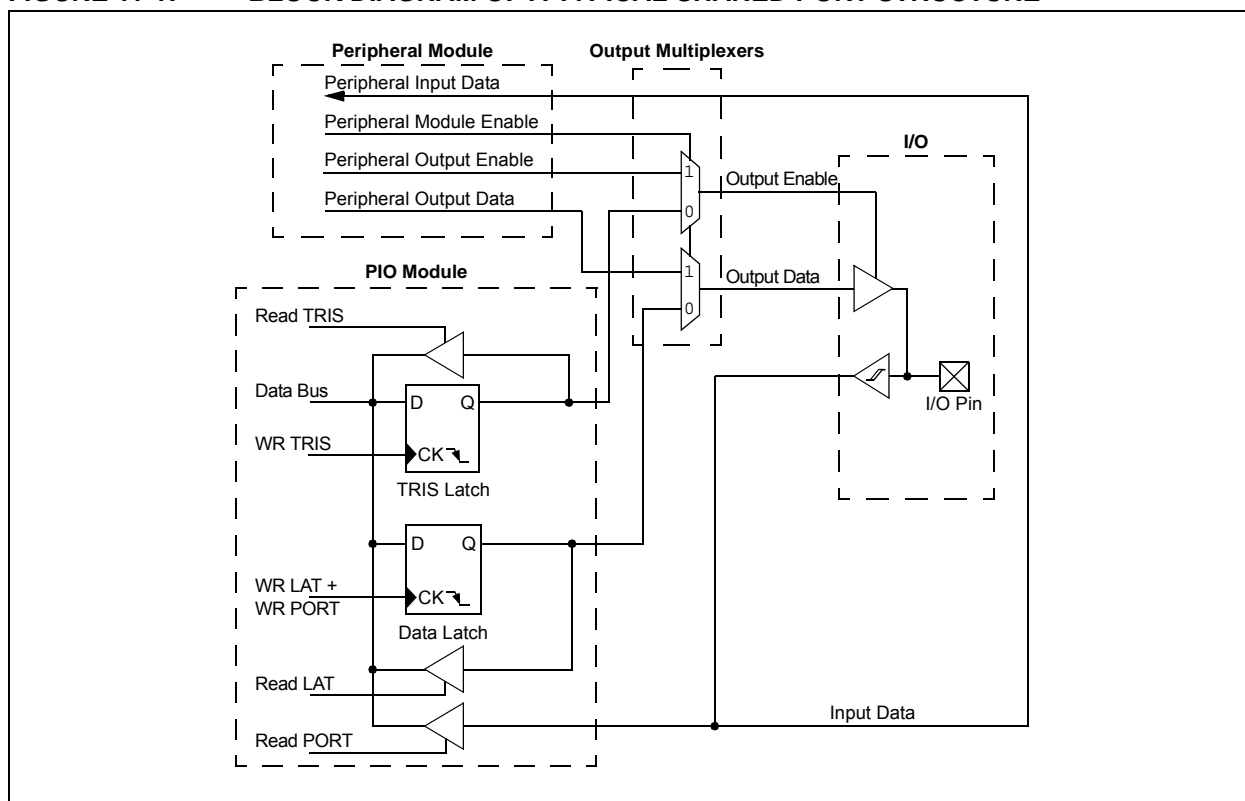 Peripheral Module
Output Multiplexers
Peripheral Input Data
Peripheral Module Enable
Peripheral Output Enable
Peripheral Output Data
1
0
1
0
Output Enable
Output Data
I/O
I/O Pin
PIO Module
Read TRIS
Data Bus
WR TRIS
D Q
CK
TRIS Latch
D Q
WR LAT +
WR PORT
CK
Data Latch
Read LAT
Read PORT
Input Data